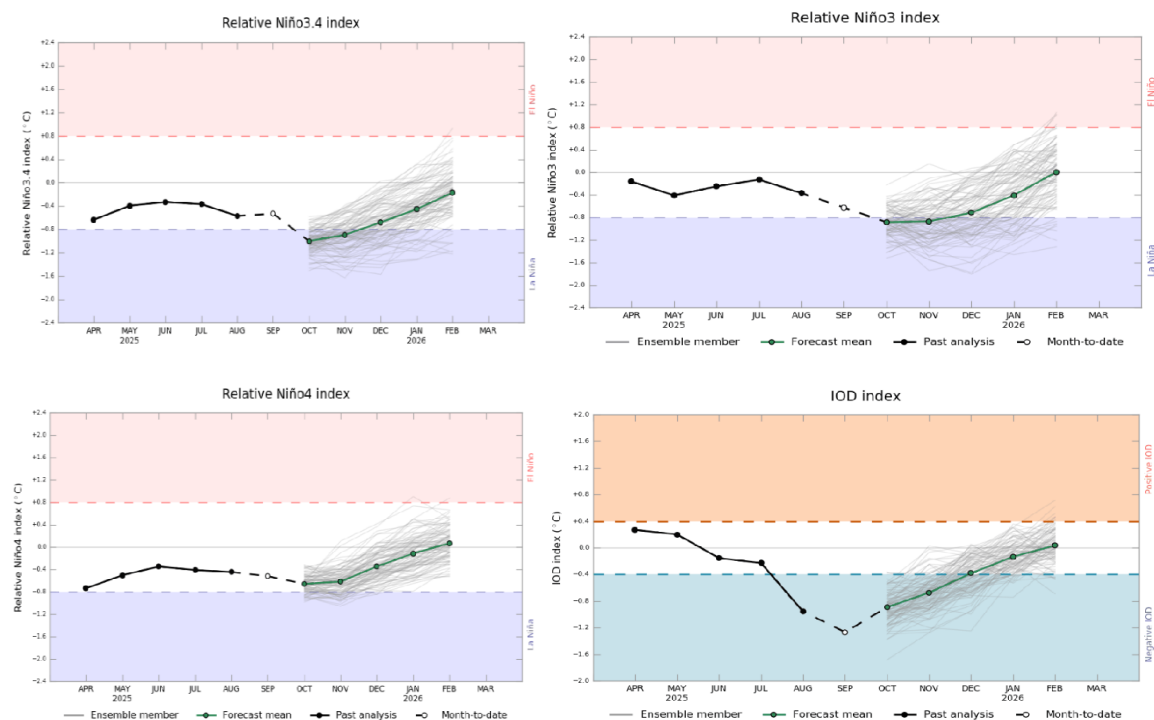 Relative Niño3.4 index
+2.4
+2.0
+1.6
+1.2
+0.8
+0.4
0.0
−0.4
−0.8
−1.2
−1.6
−2.0
−2.4
Relative Niño3.4 index (°C)
El Niño
La Niña
APR MAY JUN JUL AUG SEP OCT NOV DEC JAN FEB MAR
2025 2026
Relative Niño3 index
+2.4
+2.0
+1.6
+1.2
+0.8
+0.4
0.0
−0.4
−0.8
−1.2
−1.6
−2.0
−2.4
Relative Niño3 index (°C)
El Niño
La Niña
APR MAY JUN JUL AUG SEP OCT NOV DEC JAN FEB MAR
2025 2026
Ensemble member Forecast mean Past analysis Month-to-date
Relative Niño4 index
+2.4
+2.0
+1.6
+1.2
+0.8
+0.4
0.0
−0.4
−0.8
−1.2
−1.6
−2.0
−2.4
Relative Niño4 index (°C)
El Niño
La Niña
APR MAY JUN JUL AUG SEP OCT NOV DEC JAN FEB MAR
2025 2026
Ensemble member Forecast mean Past analysis Month-to-date
IOD index
+2.0
+1.6
+1.2
+0.8
+0.4
0.0
−0.4
−0.8
−1.2
−1.6
−2.0
IOD index (°C)
Positive IOD
Negative IOD
APR MAY JUN JUL AUG SEP OCT NOV DEC JAN FEB MAR
2025 2026
Ensemble member Forecast mean Past analysis Month-to-date